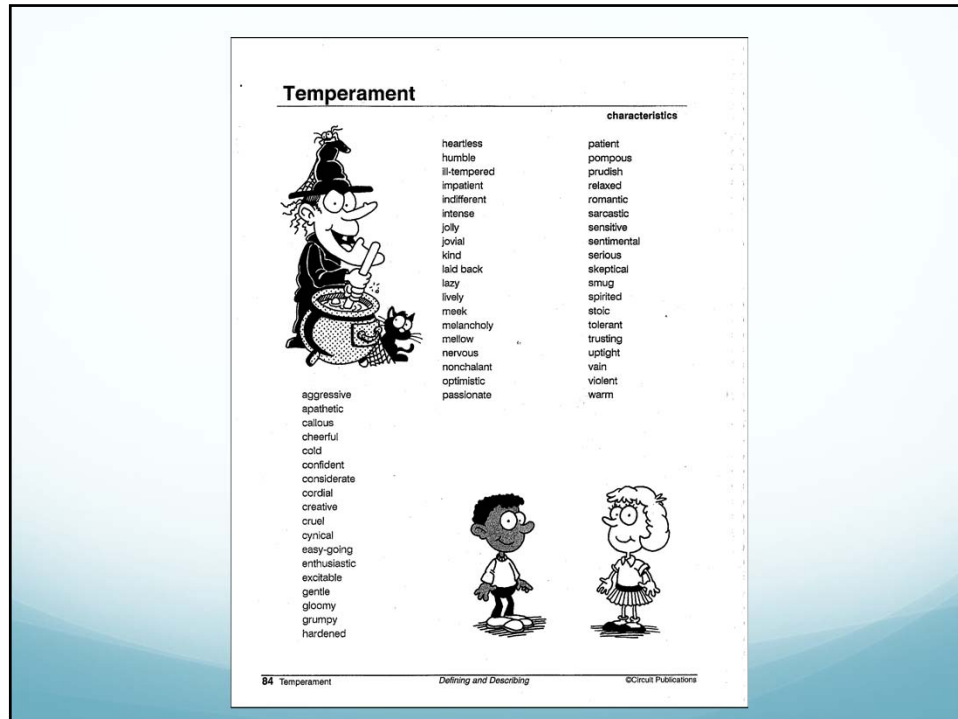 Temperament
characteristics
aggressive
apathetic
callous
cheerful
cold
confident
considerate
cordial
creative
cruel
cynical
easy-going
enthusiastic
excitable
gentle
gloomy
grumpy
hardened
heartless
humble
ill-tempered
impatient
indifferent
intense
jolly
jovial
kind
laid back
lazy
lively
meek
melancholy
mellow
nervous
nonchalant
optimistic
passionate
patient
pompous
prudish
relaxed
romantic
sarcastic
sensitive
sentimental
serious
skeptical
smug
spirited
stoic
tolerant
trusting
uptight
vain
violent
warm
84 Temperament
Defining and Describing
©Circuit Publications